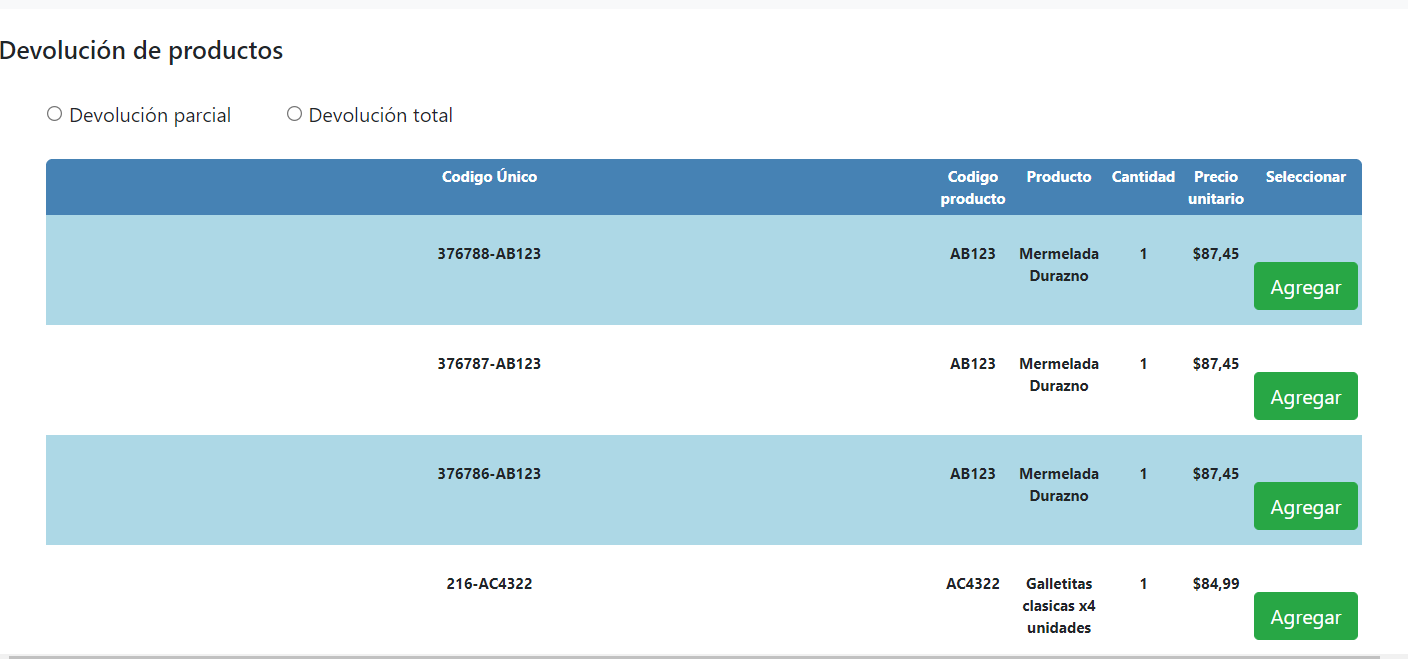 Devolución de productos
Devolución parcial Devolución total
Codigo Único Codigo producto Producto Cantidad Precio unitario Seleccionar
376788-AB123 AB123 Mermelada Durazno 1 $87,45 Agregar
376787-AB123 AB123 Mermelada Durazno 1 $87,45 Agregar
376786-AB123 AB123 Mermelada Durazno 1 $87,45 Agregar
216-AC4322 AC4322 Galletitas clasicas x4 unidades 1 $84,99 Agregar